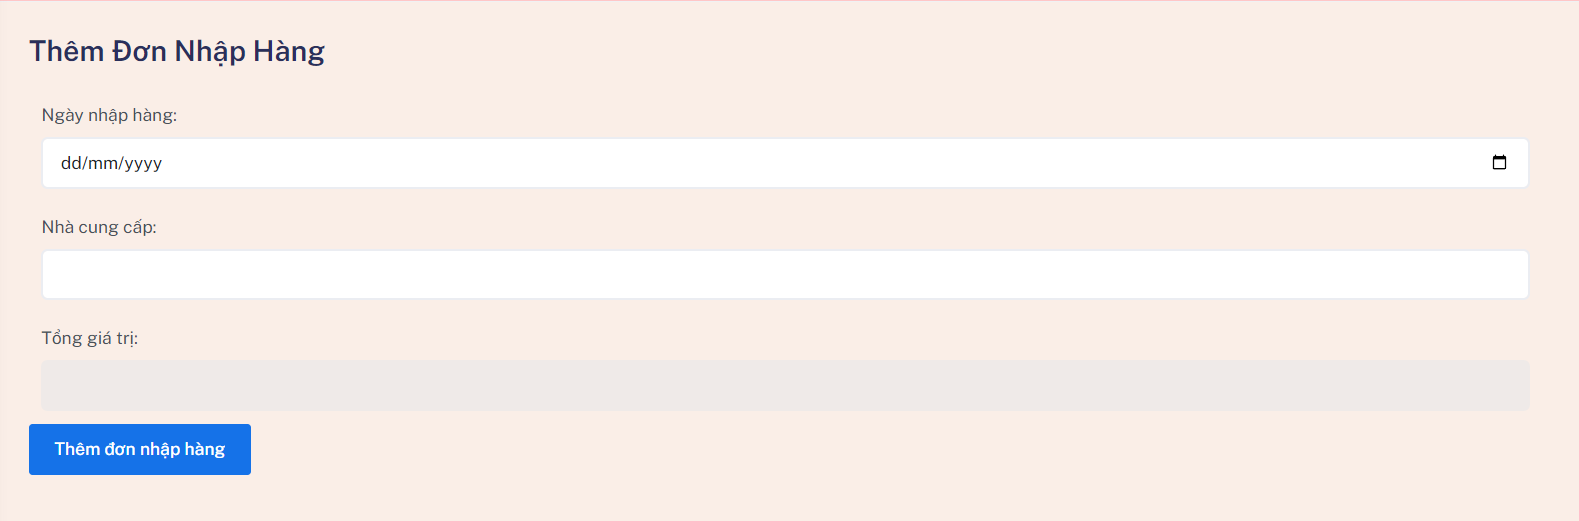 Thêm Đơn Nhập Hàng
Ngày nhập hàng:
dd/mm/yyyy
Nhà cung cấp:
Tổng giá trị:
Thêm đơn nhập hàng